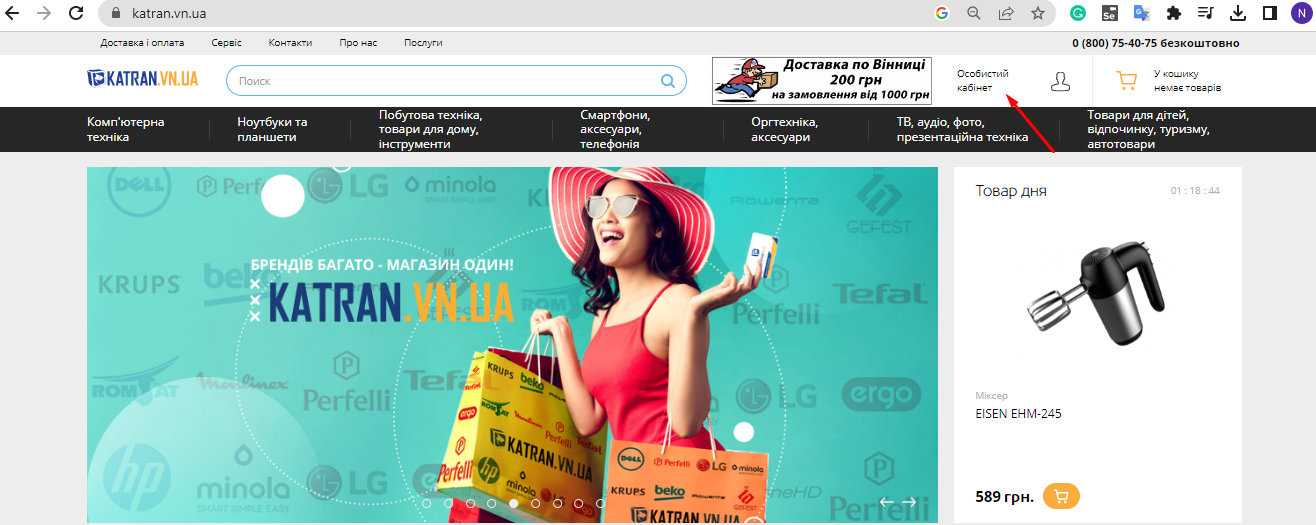 katran.vn.ua
Se
N
Доставка і оплата
Сервіс
Контакти
Про нас
Послуги
0 (800) 75-40-75 безкоштовно
KATRAN.VN.UA
Поиск
Доставка по Вінниці
200 грн
на замовлення від 1000 грн
Особистий
кабінет
У кошику
немає товарів
Комп'ютерна
техніка
Ноутбуки та
планшети
Побутова техніка,
товари для дому,
інструменти
Смартфони,
аксесуари,
телефонія
Оргтехніка,
аксесуари
ТВ, аудіо, фото,
презентаційна техніка
Товари для дітей,
відпочинку, туризму,
автотовари
DELL
Perf
LG
minola
SMART SIMPLE EASY
Rowenta
GEFEST
KRUPS
beko
БРЕНДІВ БАГАТО - МАГАЗИН ОДИН!
KATRAN.VN.UA
ROM
Tefal
Perfelli
ROMSAT
Moulinex
Perfelli
Tefa
LG
ergo
hp
minola
SMART SIMPLE EASY
LG
KRUPS
beko
ROMSAT
minola
ergo
KATRAN.VN.UA
Perfelli
hp
DELL
Perfelli
LG
minola
KRUPS
beko
Rowenta
GEFEST
KATRAN.VN.UA
neHD
Perfelli
Товар дня
01 : 18 : 44
Міксер
EISEN EHM-245
589 грн.